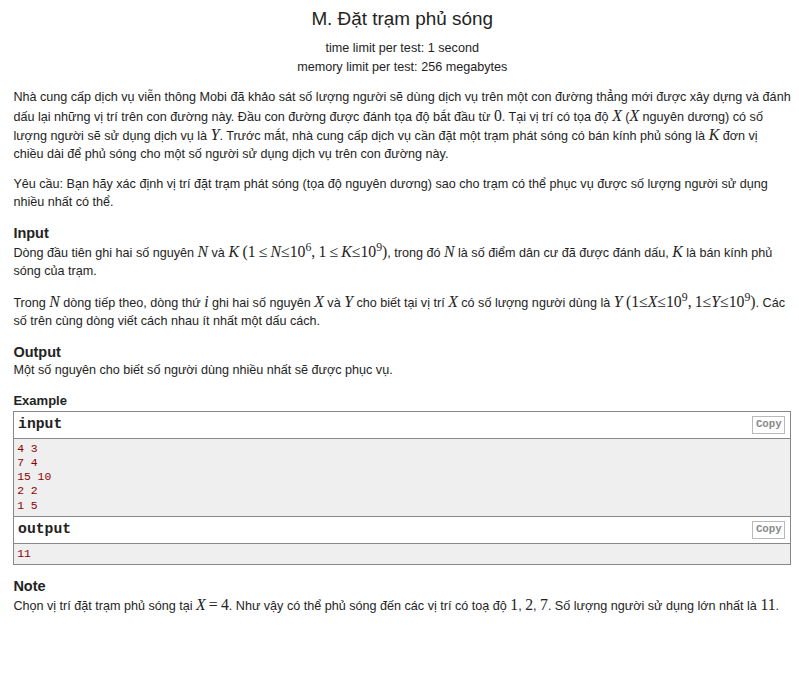 M. Đặt trạm phủ sóng
time limit per test: 1 second
memory limit per test: 256 megabytes
Nhà cung cấp dịch vụ viễn thông Mobi đã khảo sát số lượng người sẽ dùng dịch vụ trên một con đường thẳng mới được xây dựng và đánh
dấu lại những vị trí trên con đường này. Đầu con đường được đánh tọa độ bắt đầu từ 0. Tại vị trí có tọa độ X (X nguyên dương) có số
lượng người sẽ sử dụng dịch vụ là Y. Trước mắt, nhà cung cấp dịch vụ cần đặt một trạm phát sóng có bán kính phủ sóng là K đơn vị
chiều dài để phủ sóng cho một số người sử dụng dịch vụ trên con đường này.
Yêu cầu: Bạn hãy xác định vị trí đặt trạm phát sóng (tọa độ nguyên dương) sao cho trạm có thể phục vụ được số lượng người sử dụng
nhiều nhất có thể.
Input
Dòng đầu tiên ghi hai số nguyên N và K (1 ≤ N≤10^6, 1 ≤ K≤10^9), trong đó N là số điểm dân cư đã được đánh dấu, K là bán kính phủ
sóng của trạm.
Trong N dòng tiếp theo, dòng thứ i ghi hai số nguyên X và Y cho biết tại vị trí X có số lượng người dùng là Y (1≤X≤10^9, 1≤Y≤10^9). Các
số trên cùng dòng viết cách nhau ít nhất một dấu cách.
Output
Một số nguyên cho biết số người dùng nhiều nhất sẽ được phục vụ.
Example
input
Copy
4 3
7 4
15 10
2 2
1 5
output
Copy
11
Note
Chọn vị trí đặt trạm phủ sóng tại X = 4. Như vậy có thể phủ sóng đến các vị trí có toạ độ 1, 2, 7. Số lượng người sử dụng lớn nhất là 11.